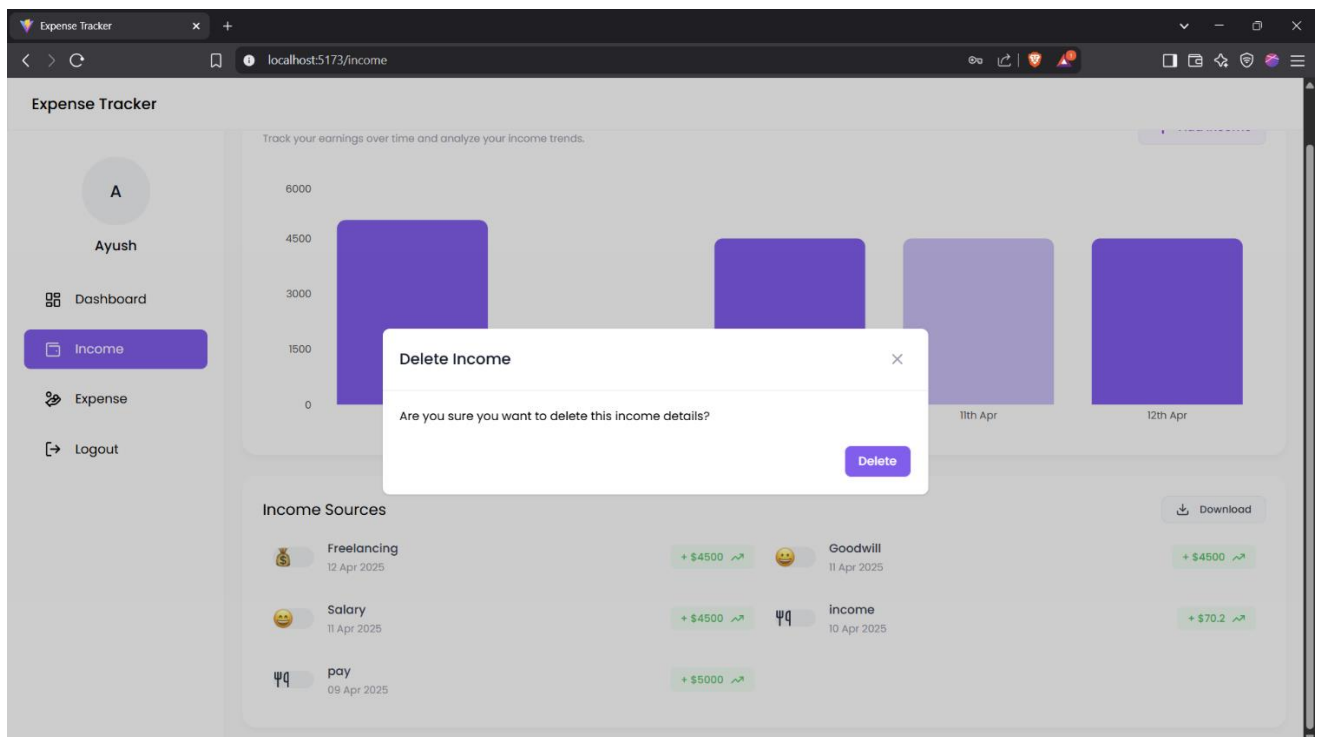 Expense Tracker
localhost:5173/income
Expense Tracker
A
Ayush
Dashboard
Income
Expense
Logout
Track your earnings over time and analyze your income trends.
6000
4500
3000
1500
0
11th Apr
12th Apr
Delete Income
Are you sure you want to delete this income details?
Delete
Income Sources
Download
Freelancing
12 Apr 2025
+ $4500
Goodwill
11 Apr 2025
+ $4500
Salary
11 Apr 2025
+ $4500
income
10 Apr 2025
+ $70.2
pay
09 Apr 2025
+ $5000